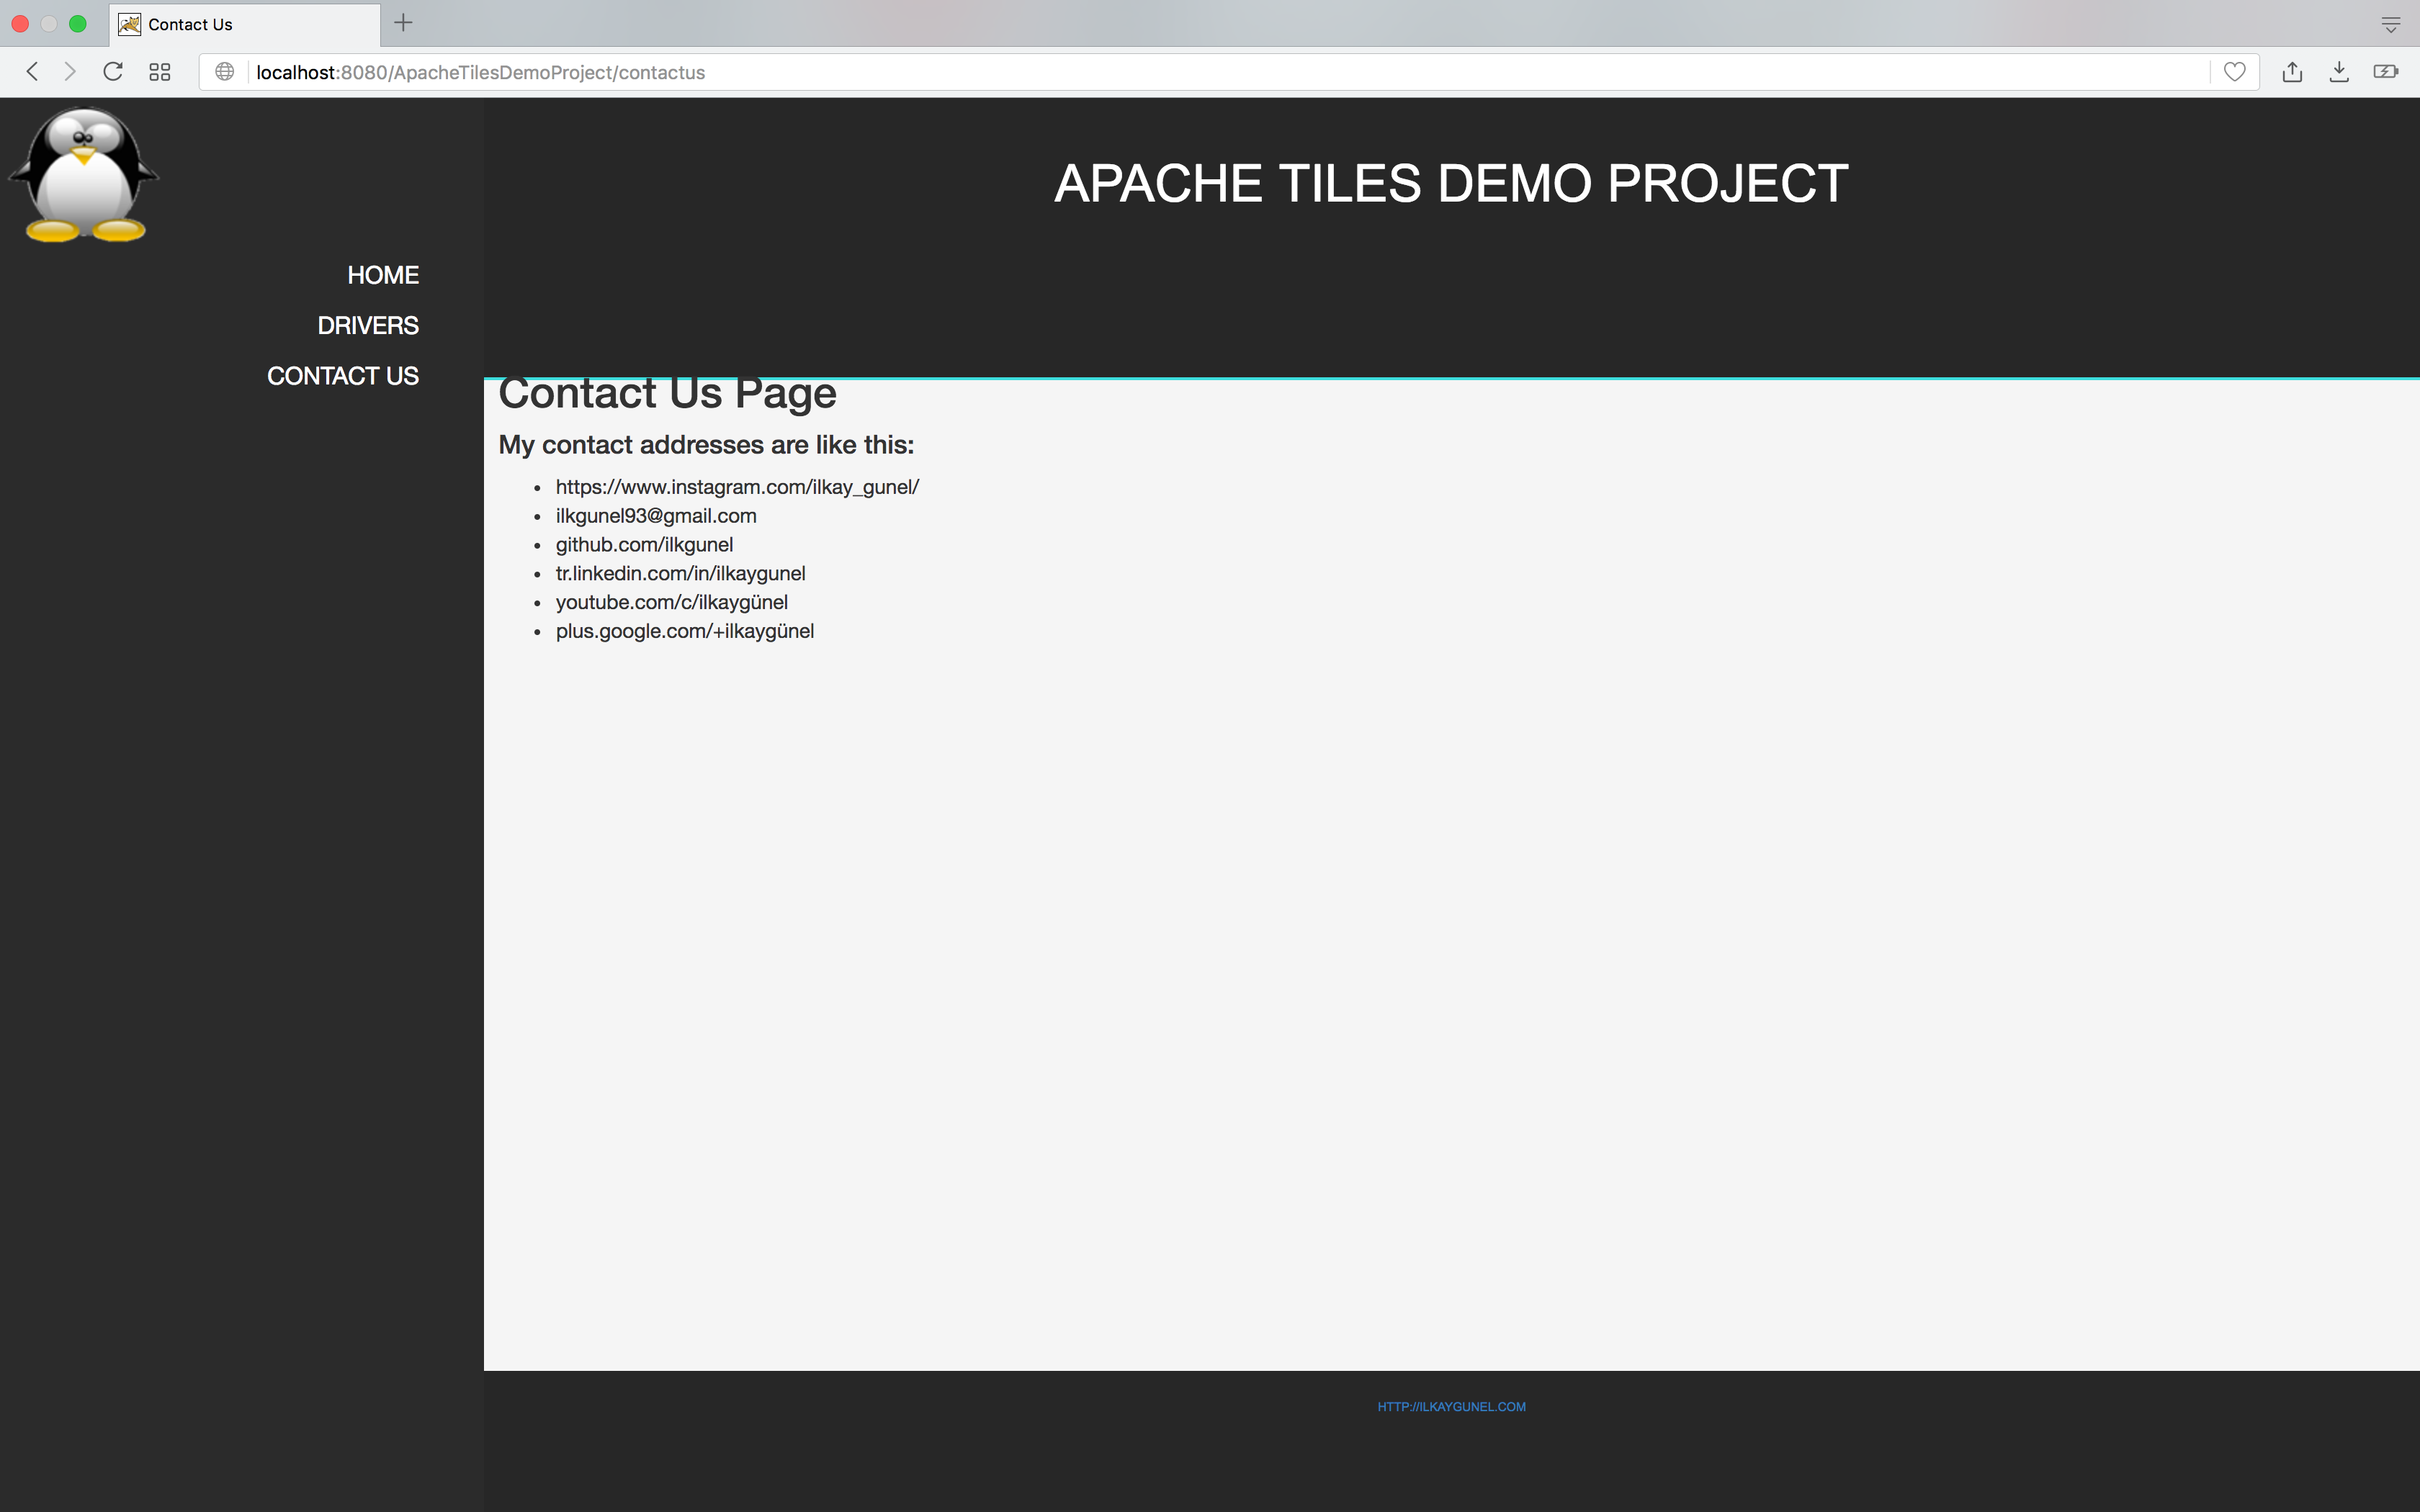 Contact Us
localhost:8080/ApacheTilesDemoProject/contactus
APACHE TILES DEMO PROJECT
HOME
DRIVERS
CONTACT US
Contact Us Page
My contact addresses are like this:
• https://www.instagram.com/ilkay_gunel/
• ilkgunel93@gmail.com
• github.com/ilkgunel
• tr.linkedin.com/in/ilkaygunel
• youtube.com/c/ilkaygünel
• plus.google.com/+ilkaygünel
HTTP://ILKAYGUNEL.COM